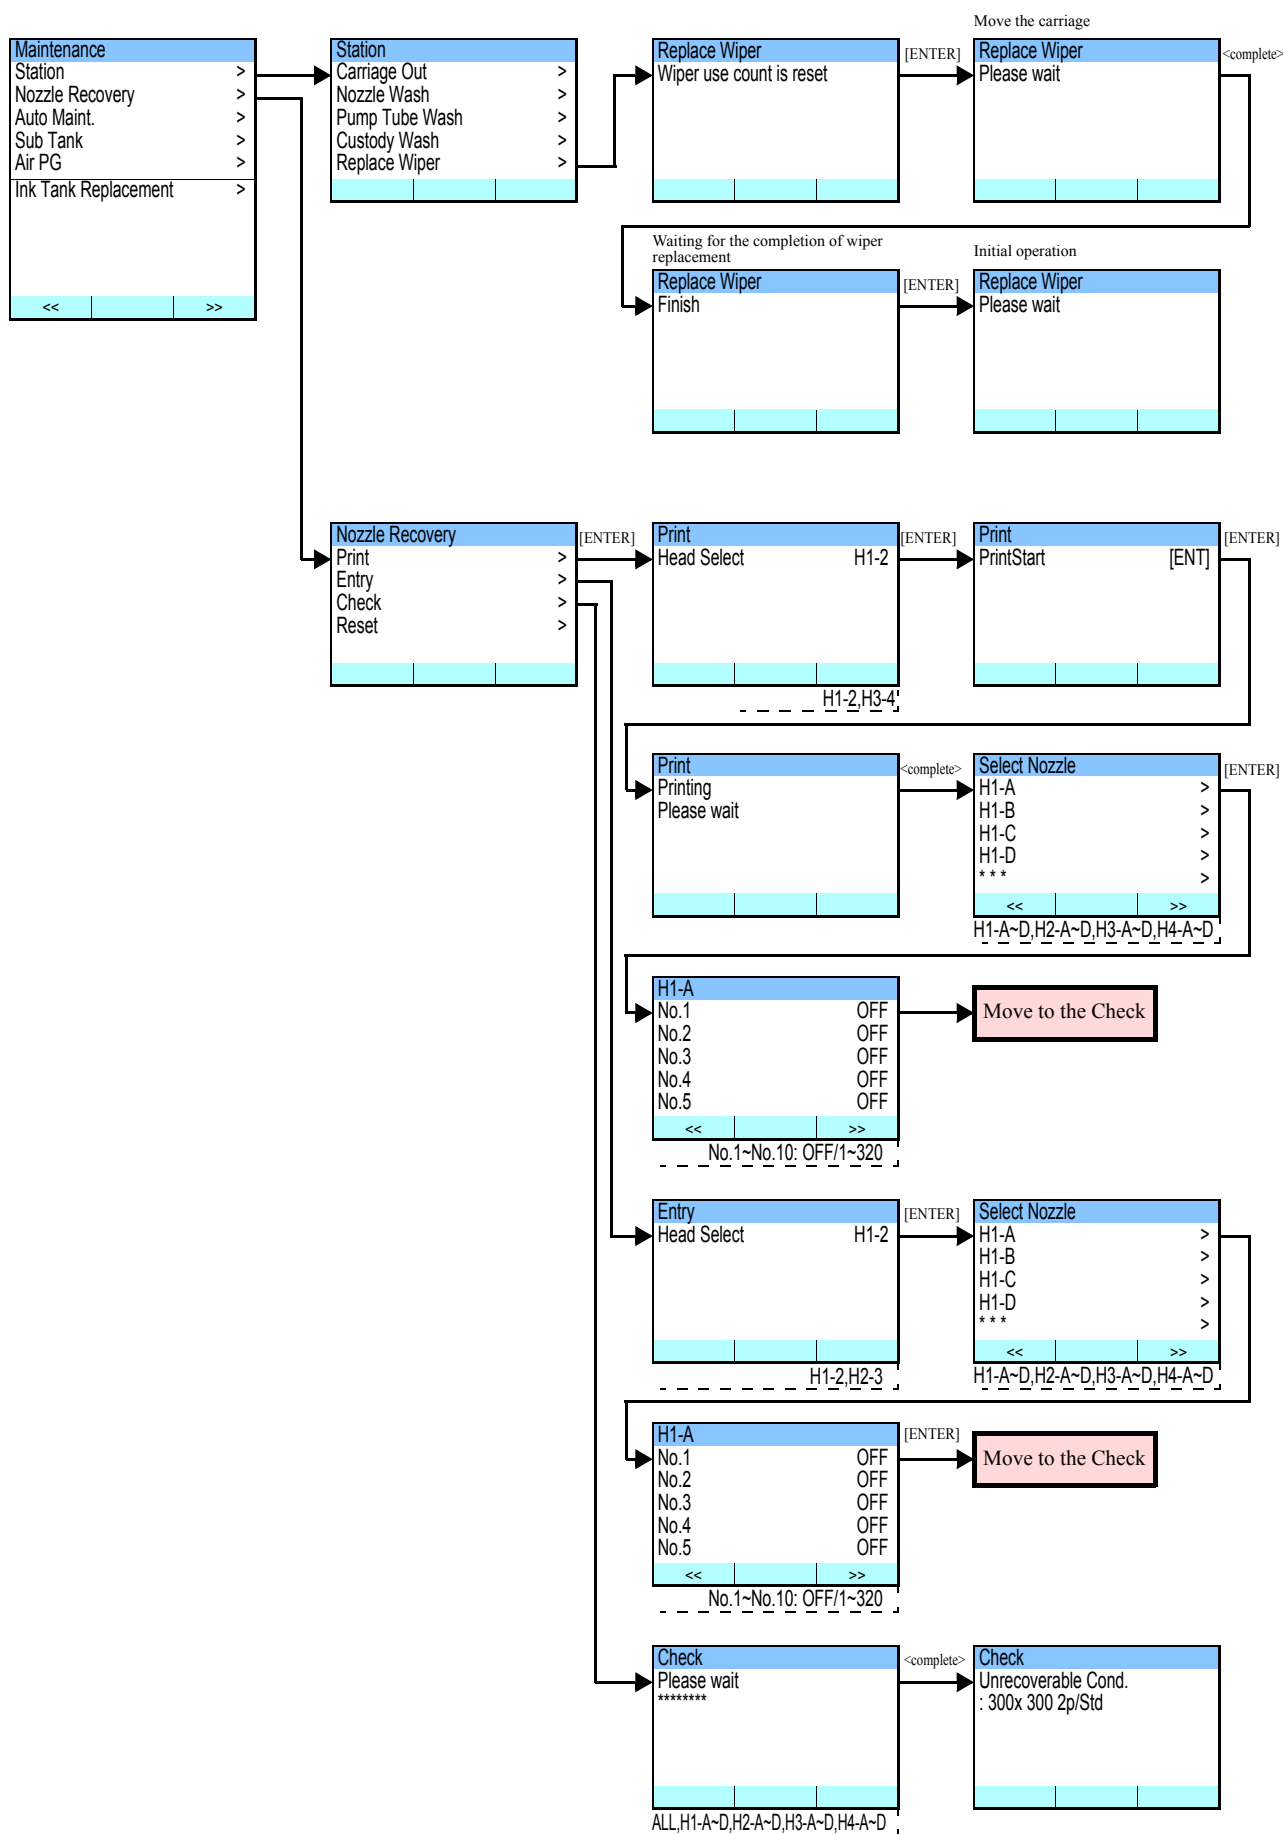 Maintenance
Station >
Nozzle Recovery >
Auto Maint. >
Sub Tank >
Air PG >
Ink Tank Replacement >
<< >>
Station
Carriage Out >
Nozzle Wash >
Pump Tube Wash >
Custody Wash >
Replace Wiper >
Replace Wiper
Wiper use count is reset
[ENTER]
Move the carriage
Replace Wiper
Please wait
<complete>
Waiting for the completion of wiper
replacement
Replace Wiper
Finish
[ENTER]
Initial operation
Replace Wiper
Please wait
Nozzle Recovery
Print >
Entry >
Check >
Reset >
[ENTER]
Print
Head Select H1-2
H1-2,H3-4
[ENTER]
Print
PrintStart [ENT]
[ENTER]
Print
Printing
Please wait
<complete>
Select Nozzle
H1-A >
H1-B >
H1-C >
H1-D >
* * * >
<< >>
H1-A~D,H2-A~D,H3-A~D,H4-A~D
[ENTER]
H1-A
No.1 OFF
No.2 OFF
No.3 OFF
No.4 OFF
No.5 OFF
<< >>
No.1~No.10: OFF/1~320
Move to the Check
Entry
Head Select H1-2
H1-2,H2-3
[ENTER]
Select Nozzle
H1-A >
H1-B >
H1-C >
H1-D >
* * * >
<< >>
H1-A~D,H2-A~D,H3-A~D,H4-A~D
H1-A
No.1 OFF
No.2 OFF
No.3 OFF
No.4 OFF
No.5 OFF
<< >>
No.1~No.10: OFF/1~320
[ENTER]
Move to the Check
Check
Please wait
********
ALL,H1-A~D,H2-A~D,H3-A~D,H4-A~D
<complete>
Check
Unrecoverable Cond.
: 300x 300 2p/Std